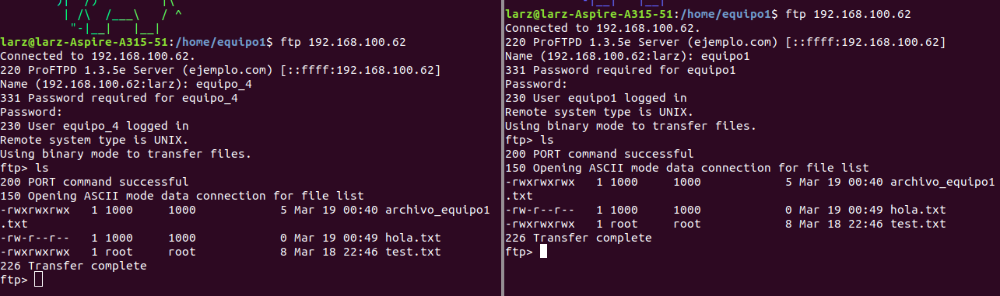 larz@larz-Aspire-A315-51:/home/equipo1$ ftp 192.168.100.62
Connected to 192.168.100.62.
220 ProFTPD 1.3.5e Server (ejemplo.com) [::ffff:192.168.100.62]
Name (192.168.100.62:larz): equipo_4
331 Password required for equipo_4
Password:
230 User equipo_4 logged in
Remote system type is UNIX.
Using binary mode to transfer files.
ftp> ls
200 PORT command successful
150 Opening ASCII mode data connection for file list
-rwxrwxrwx   1 1000     1000            5 Mar 19 00:40 archivo_equipo1
.txt
-rw-r--r--   1 1000     1000            0 Mar 19 00:49 hola.txt
-rwxrwxrwx   1 root     root            8 Mar 18 22:46 test.txt
226 Transfer complete
ftp>
larz@larz-Aspire-A315-51:/home/equipo1$ ftp 192.168.100.62
Connected to 192.168.100.62.
220 ProFTPD 1.3.5e Server (ejemplo.com) [::ffff:192.168.100.62]
Name (192.168.100.62:larz): equipo1
331 Password required for equipo1
Password:
230 User equipo1 logged in
Remote system type is UNIX.
Using binary mode to transfer files.
ftp> ls
200 PORT command successful
150 Opening ASCII mode data connection for file list
-rwxrwxrwx   1 1000     1000            5 Mar 19 00:40 archivo_equipo1
.txt
-rw-r--r--   1 1000     1000            0 Mar 19 00:49 hola.txt
-rwxrwxrwx   1 root     root            8 Mar 18 22:46 test.txt
226 Transfer complete
ftp>